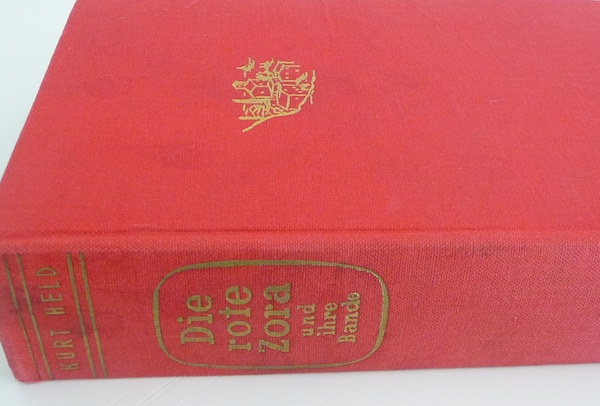 KURT HELD
Die
rote
Zora
und
ihre
Bande